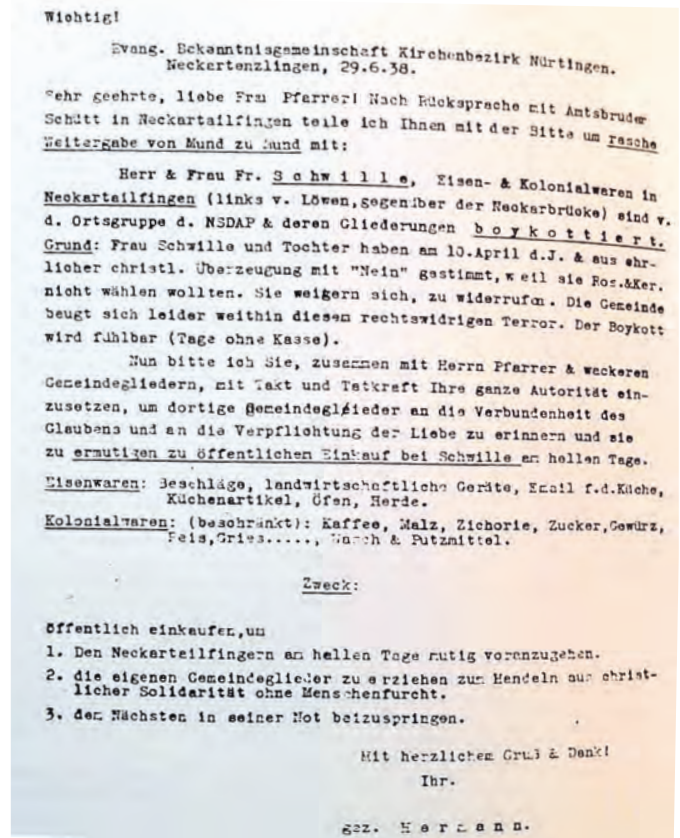 Wichtig!
Evang. Bekanntnisgemeinschaft Kirchenbezirk Nürtingen.
Neckertenzlingen, 29.6.38.
Sehr geehrte, liebe Frau Pfarrer! Nach Rücksprache mit Amtsbruder
Schütt in Neckartailfingen teile ich Ihnen mit der Bitte um rasche
Weitergabe von Mund zu Mund mit:
Herr & Frau Fr. S c h w i l l e, Eisen- & Kolonialwaren in
Neckartailfingen (links v. Löwen, gegenüber der Neckarbrücke) sind v.
d. Ortsgruppe d. NSDAP & deren Gliederungen b o y k o t t i e r t.
Grund: Frau Schwille und Tochter haben am 10.April d.J. & aus ehr-
licher christl. Überzeugung mit "Nein" gestimmt, weil sie Ros.&Ker.
nicht wählen wollten. Sie weigern sich, zu widerrufen. Die Gemeinde
beugt sich leider weithin diesem rechtswidrigen Terror. Der Boykott
wird fühlbar (Tage ohne Kasse).
Nun bitte ich Sie, zusammen mit Herrn Pfarrer & wackeren
Gemeindegliedern, mit Takt und Tatkraft Ihre ganze Autorität ein-
zusetzen, um dortige Gemeindeglieder an die Verbundenheit des
Glaubens und an die Verpflichtung der Liebe zu erinnern und sie
zu ermutigen zu öffentlichen Einkauf bei Schwille am hellen Tage.
Eisenwaren: Beschläge, landwirtschaftliche Geräte, Email f.d.Küche,
Küchenartikel, Öfen, Herde.
Kolonialwaren: (beschränkt): Kaffee, Malz, Zichorie, Zucker, Gewürz,
Reis, Gries....., Wasch & Putzmittel.
Zweck:
öffentlich einkaufen, um
1. Den Neckarteilfingern am hellen Tage mutig voranzugehen.
2. die eigenen Gemeindeglieder zu erziehen zum Handeln aus christ-
licher Solidarität ohne Menschenfurcht.
3. dem Nächsten in seiner Not beizuspringen.
Mit herzlichem Gruß & Dank!
Ihr.
gez.